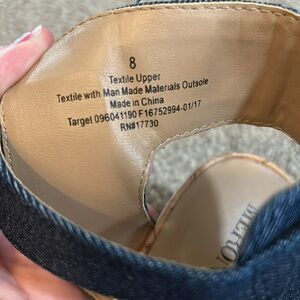 8
Textile Upper
Textile with Man Made Materials Outsole
Made in China
Target 096041190 F16752994-01/17
RN#17730